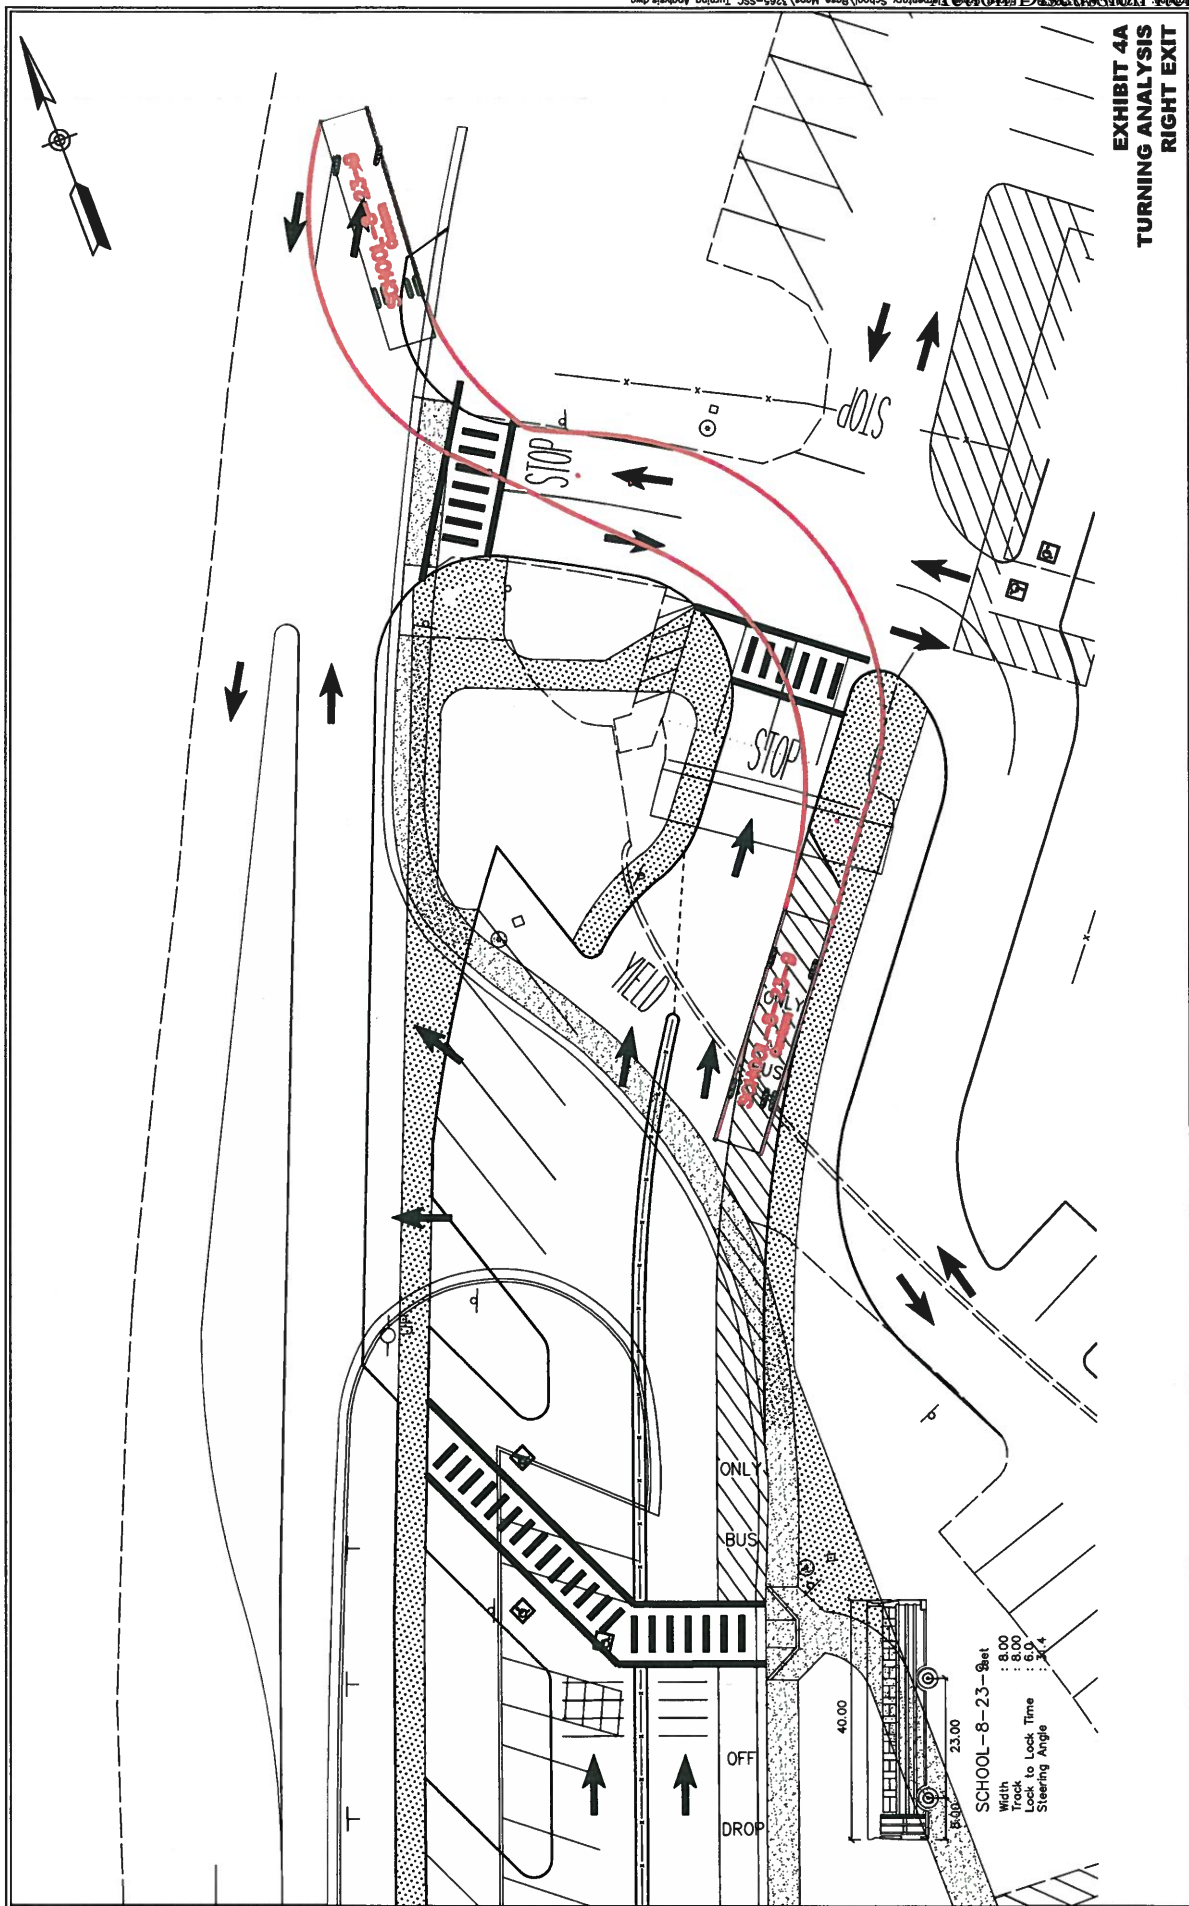 EXHIBIT 4A
TURNING ANALYSIS
RIGHT EXIT
SCHOOL-8-23-9
STOP
STOP
STOP
YIELD
SCHOOL-8-23-9
ONLY
BUS
OFF
DROP
40.00
23.00
8.00
SCHOOL-8-23-9
feet
Width : 8.00
Track : 8.00
Lock to Lock Time : 6.0
Steering Angle